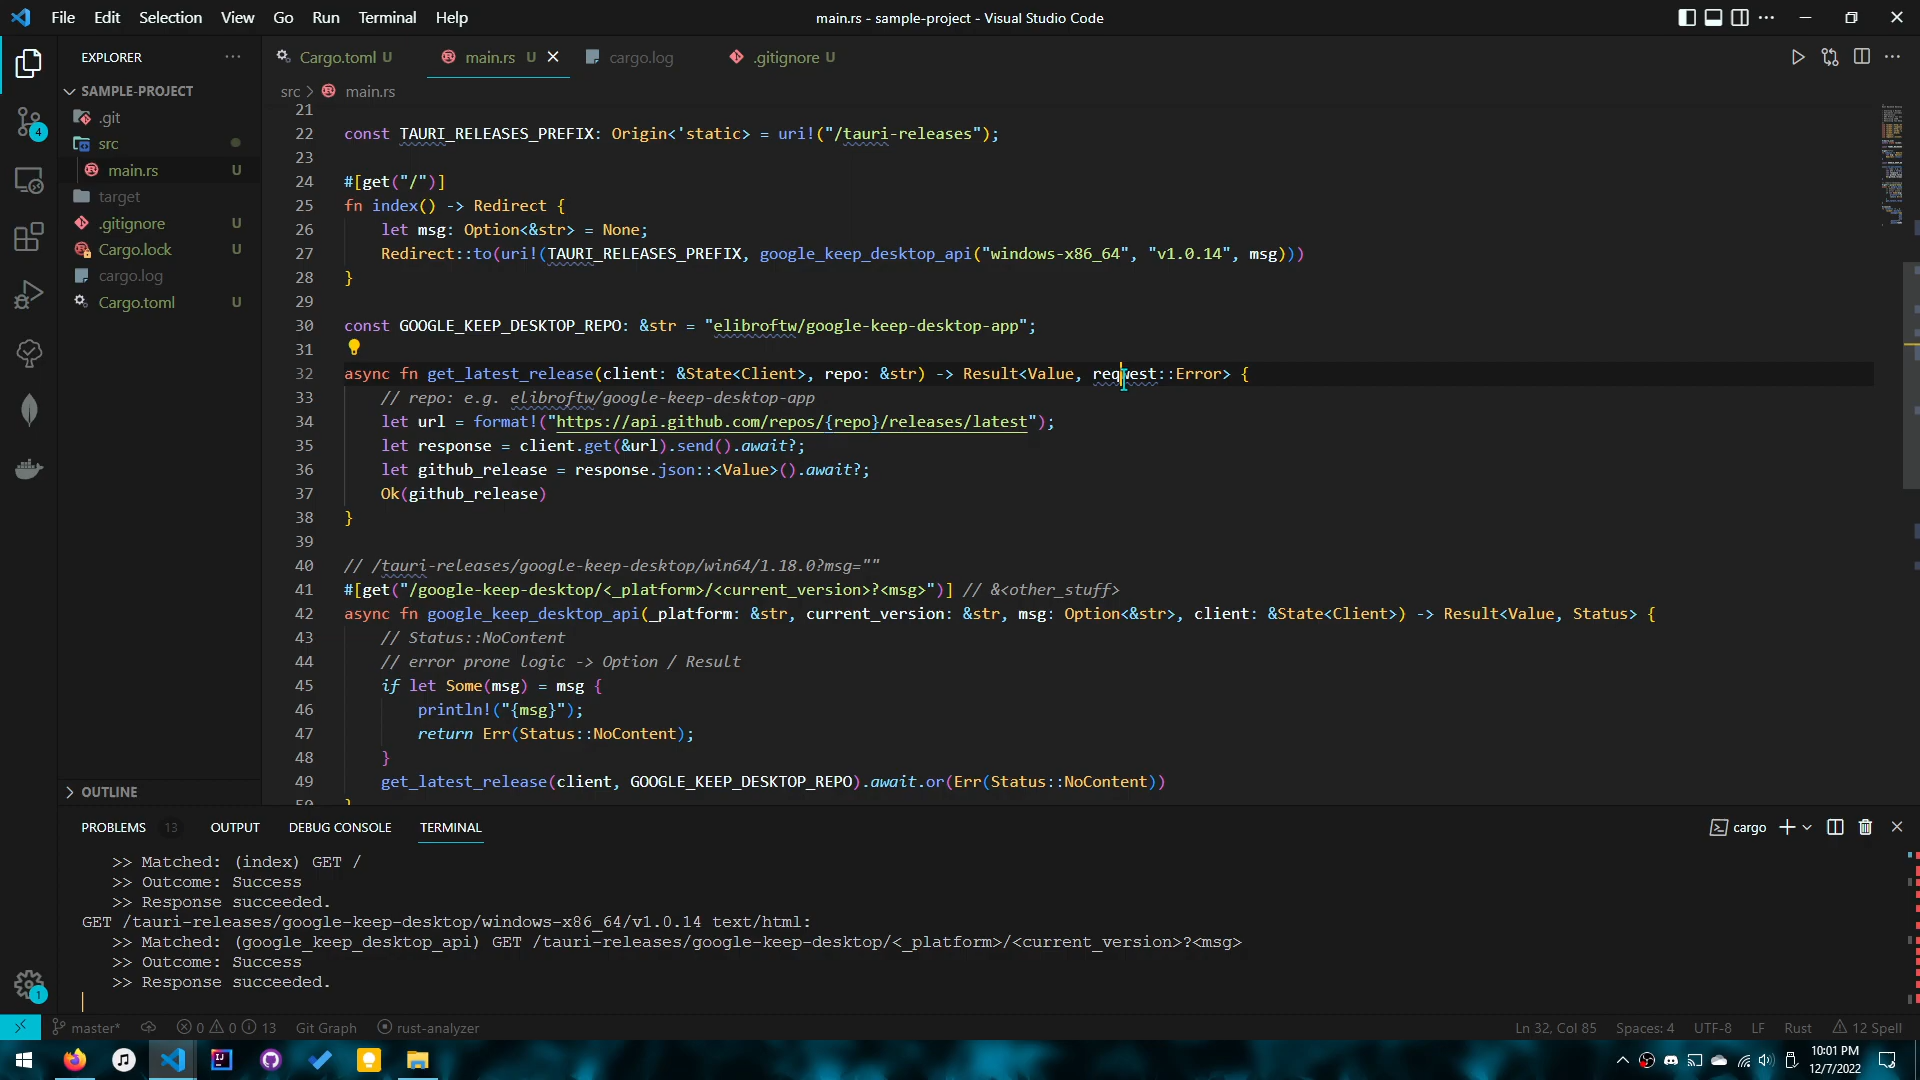 File Edit Selection View Go Run Terminal Help
main.rs - sample-project - Visual Studio Code
EXPLORER
Cargo.toml U
main.rs U
cargo.log
.gitignore U
SAMPLE-PROJECT
.git
src
main.rs U
target
.gitignore U
Cargo.lock U
cargo.log
Cargo.toml U
OUTLINE
4
1
src > main.rs
21
22 const TAURI_RELEASES_PREFIX: Origin<'static> = uri!("/tauri-releases");
23
24 #[get("/")]
25 fn index() -> Redirect {
26     let msg: Option<&str> = None;
27     Redirect::to(uri!(TAURI_RELEASES_PREFIX, google_keep_desktop_api("windows-x86_64", "v1.0.14", msg)))
28 }
29
30 const GOOGLE_KEEP_DESKTOP_REPO: &str = "elibroftw/google-keep-desktop-app";
31
32 async fn get_latest_release(client: &State<Client>, repo: &str) -> Result<Value, reqwest::Error> {
33     // repo: e.g. elibroftw/google-keep-desktop-app
34     let url = format!("https://api.github.com/repos/{repo}/releases/latest");
35     let response = client.get(&url).send().await?;
36     let github_release = response.json::<Value>().await?;
37     Ok(github_release)
38 }
39
40 // /tauri-releases/google-keep-desktop/win64/1.18.0?msg=""
41 #[get("/google-keep-desktop/<_platform>/<current_version>?<msg>")] // &<other_stuff>
42 async fn google_keep_desktop_api(_platform: &str, current_version: &str, msg: Option<&str>, client: &State<Client>) -> Result<Value, Status> {
43     // Status::NoContent
44     // error prone logic -> Option / Result
45     if let Some(msg) = msg {
46         println!("{msg}");
47         return Err(Status::NoContent);
48     }
49     get_latest_release(client, GOOGLE_KEEP_DESKTOP_REPO).await.or(Err(Status::NoContent))
50 }
PROBLEMS 13 OUTPUT DEBUG CONSOLE TERMINAL
cargo
>> Matched: (index) GET /
>> Outcome: Success
>> Response succeeded.
GET /tauri-releases/google-keep-desktop/windows-x86_64/v1.0.14 text/html:
>> Matched: (google_keep_desktop_api) GET /tauri-releases/google-keep-desktop/<_platform>/<current_version>?<msg>
>> Outcome: Success
>> Response succeeded.
master* 0 0 13 Git Graph rust-analyzer
Ln 32, Col 85 Spaces: 4 UTF-8 LF Rust 12 Spell
10:01 PM
12/7/2022